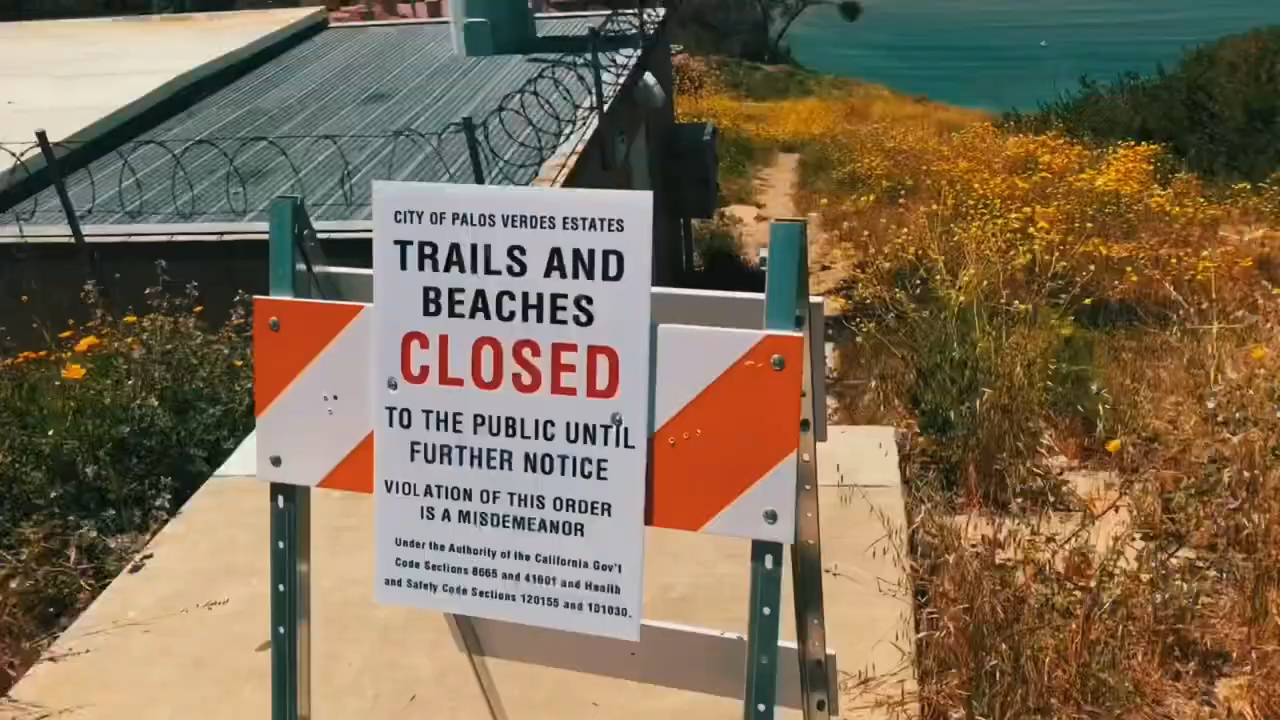 CITY OF PALOS VERDES ESTATES
TRAILS AND
BEACHES
CLOSED
TO THE PUBLIC UNTIL
FURTHER NOTICE
VIOLATION OF THIS ORDER
IS A MISDEMEANOR
Under the Authority of the California Gov't
Code Sections 8665 and 41601 and Health
and Safety Code Sections 120155 and 101030.